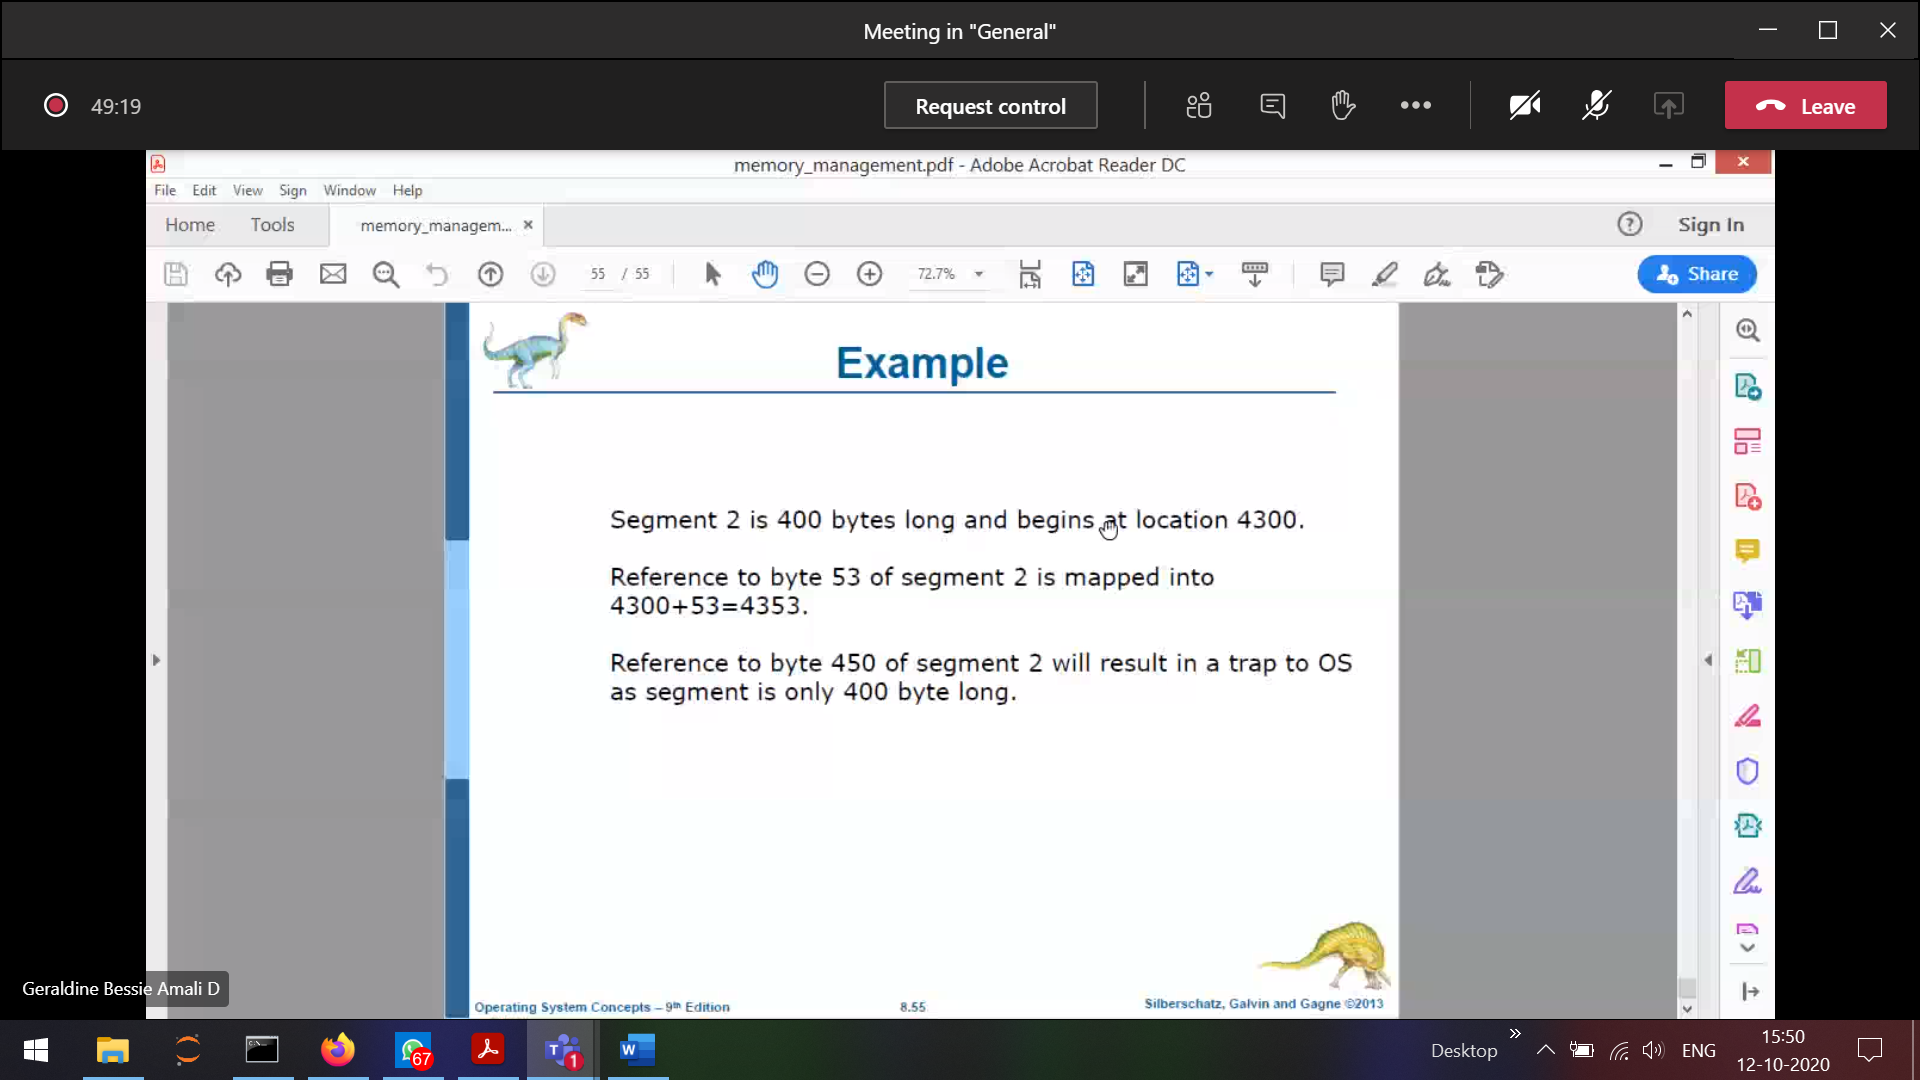 Meeting in "General"
49:19
Request control
Leave
memory_management.pdf - Adobe Acrobat Reader DC
File Edit View Sign Window Help
Home Tools memory_managem... ×
Sign In
55 / 55
72.7%
Share
Example
Segment 2 is 400 bytes long and begins at location 4300.
Reference to byte 53 of segment 2 is mapped into
4300+53=4353.
Reference to byte 450 of segment 2 will result in a trap to OS
as segment is only 400 byte long.
Geraldine Bessie Amali D
Operating System Concepts – 9th Edition
8.55
Silberschatz, Galvin and Gagne ©2013
67
1
Desktop
ENG
15:50
12-10-2020